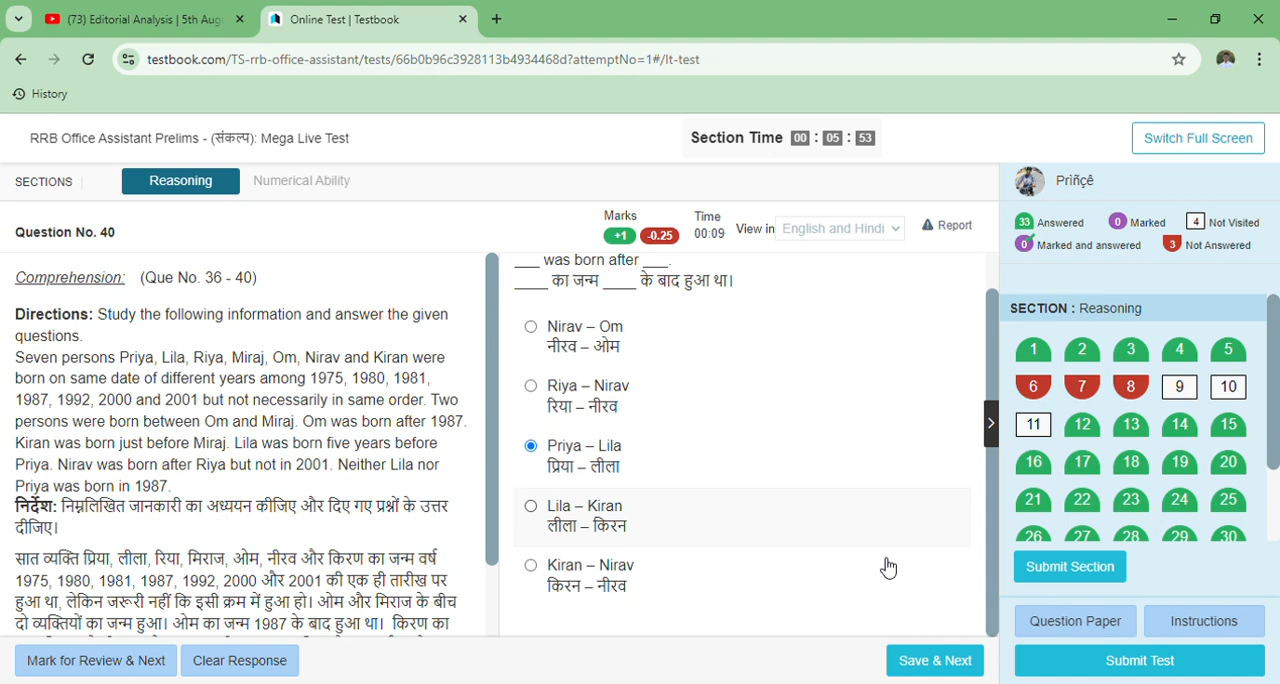 (73) Editorial Analysis | 5th Aug
Online Test | Testbook
testbook.com/TS-rrb-office-assistant/tests/66b0b96c3928113b4934468d?attemptNo=1#/lt-test
History
RRB Office Assistant Prelims - (संकल्प): Mega Live Test
Section Time 00 : 05 : 53
Switch Full Screen
SECTIONS
Reasoning
Numerical Ability
Prìñçê
Question No. 40
Marks
+1 -0.25
Time
00:09
View in English and Hindi
Report
33 Answered
0 Marked
4 Not Visited
0 Marked and answered
3 Not Answered
Comprehension: (Que No. 36 - 40)
Directions: Study the following information and answer the given
questions.
Seven persons Priya, Lila, Riya, Miraj, Om, Nirav and Kiran were
born on same date of different years among 1975, 1980, 1981,
1987, 1992, 2000 and 2001 but not necessarily in same order. Two
persons were born between Om and Miraj. Om was born after 1987.
Kiran was born just before Miraj. Lila was born five years before
Priya. Nirav was born after Riya but not in 2001. Neither Lila nor
Priya was born in 1987.
निर्देश: निम्नलिखित जानकारी का अध्ययन कीजिए और दिए गए प्रश्नों के उत्तर
दीजिए।
सात व्यक्ति प्रिया, लीला, रिया, मिराज, ओम, नीरव और किरण का जन्म वर्ष
1975, 1980, 1981, 1987, 1992, 2000 और 2001 की एक ही तारीख पर
हुआ था, लेकिन जरूरी नहीं कि इसी क्रम में हुआ हो। ओम और मिराज के बीच
दो व्यक्तियों का जन्म हुआ। ओम का जन्म 1987 के बाद हुआ था। किरण का
___ was born after ___.
____ का जन्म ____ के बाद हुआ था।
Nirav – Om
नीरव – ओम
Riya – Nirav
रिया – नीरव
Priya – Lila
प्रिया – लीला
Lila – Kiran
लीला – किरन
Kiran – Nirav
किरन – नीरव
SECTION : Reasoning
1 2 3 4 5
6 7 8 9 10
11 12 13 14 15
16 17 18 19 20
21 22 23 24 25
26 27 28 29 30
Submit Section
Question Paper
Instructions
Mark for Review & Next
Clear Response
Save & Next
Submit Test